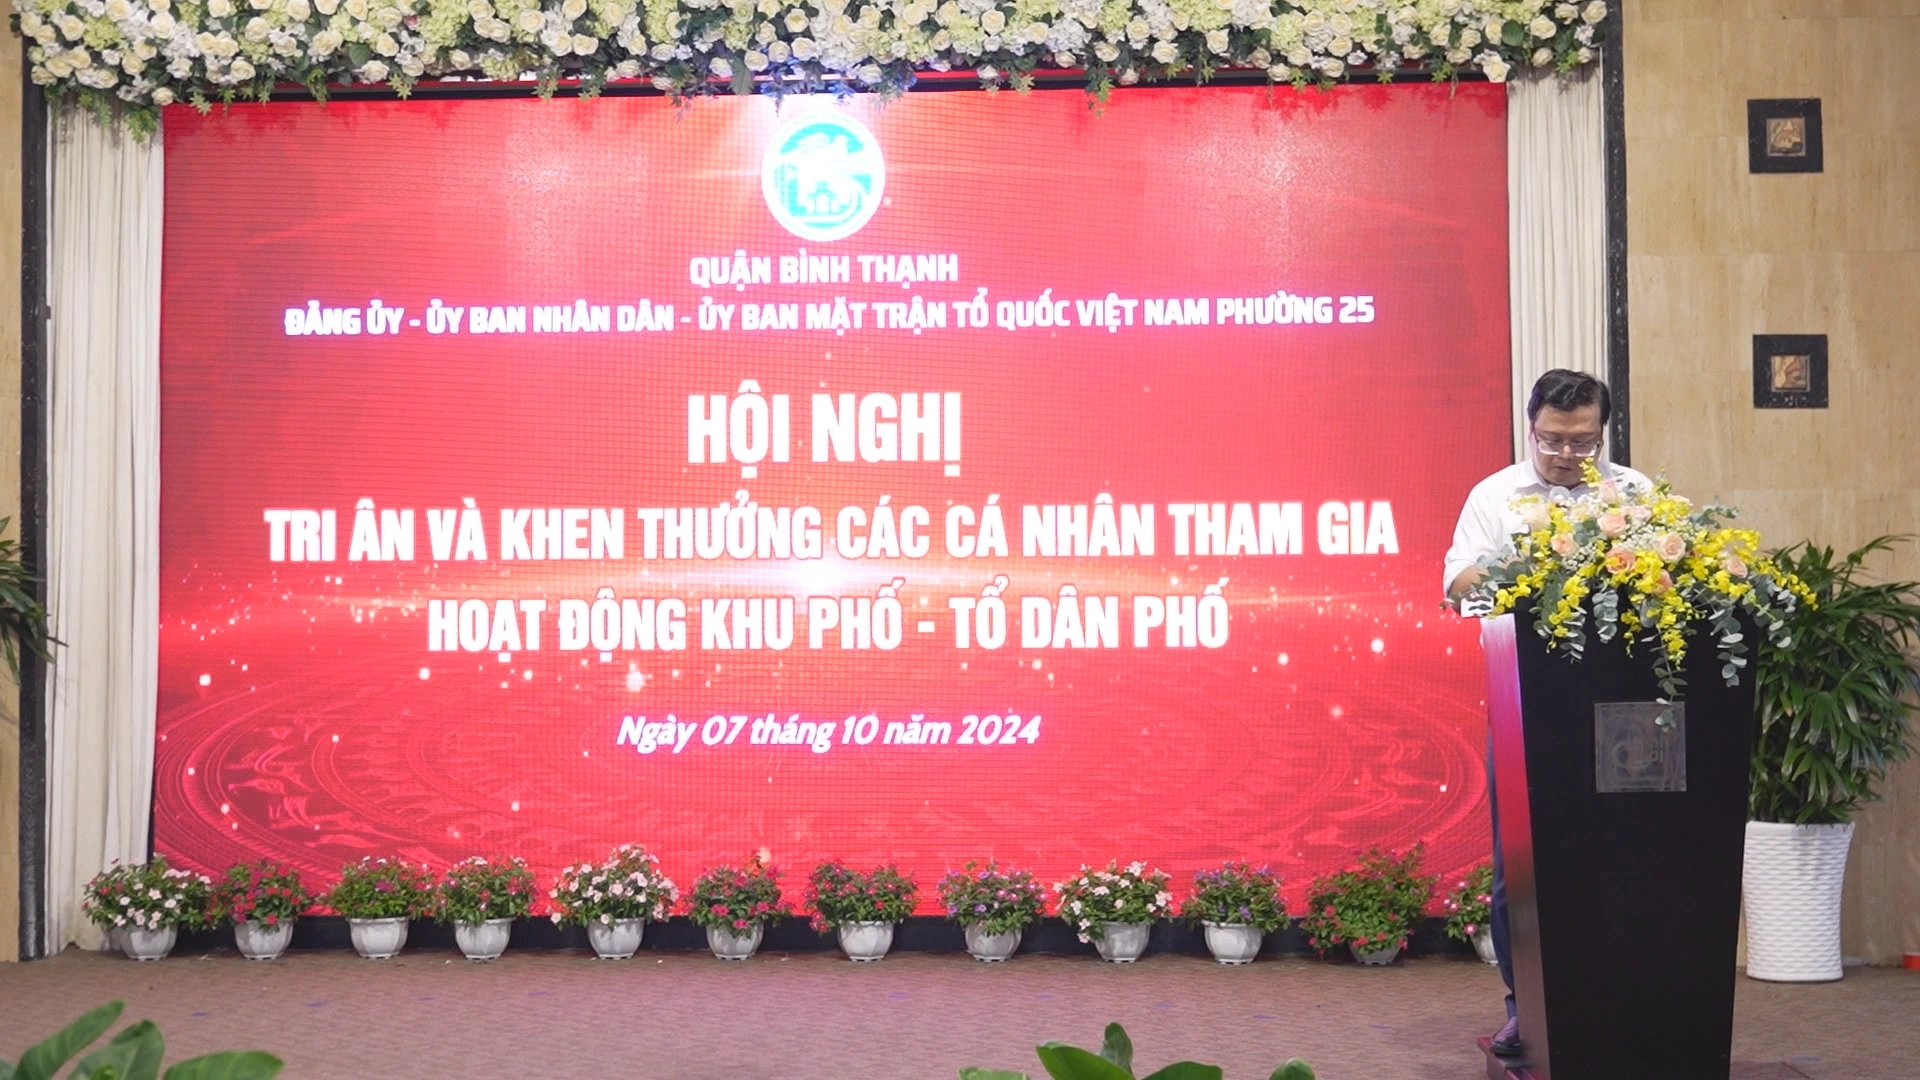 QUẬN BÌNH THẠNH
ĐẢNG ỦY - ỦY BAN NHÂN DÂN - ỦY BAN MẶT TRẬN TỔ QUỐC VIỆT NAM PHƯỜNG 25
HỘI NGHỊ
TRI ÂN VÀ KHEN THƯỞNG CÁC CÁ NHÂN THAM GIA
HOẠT ĐỘNG KHU PHỐ - TỔ DÂN PHỐ
Ngày 07 tháng 10 năm 2024